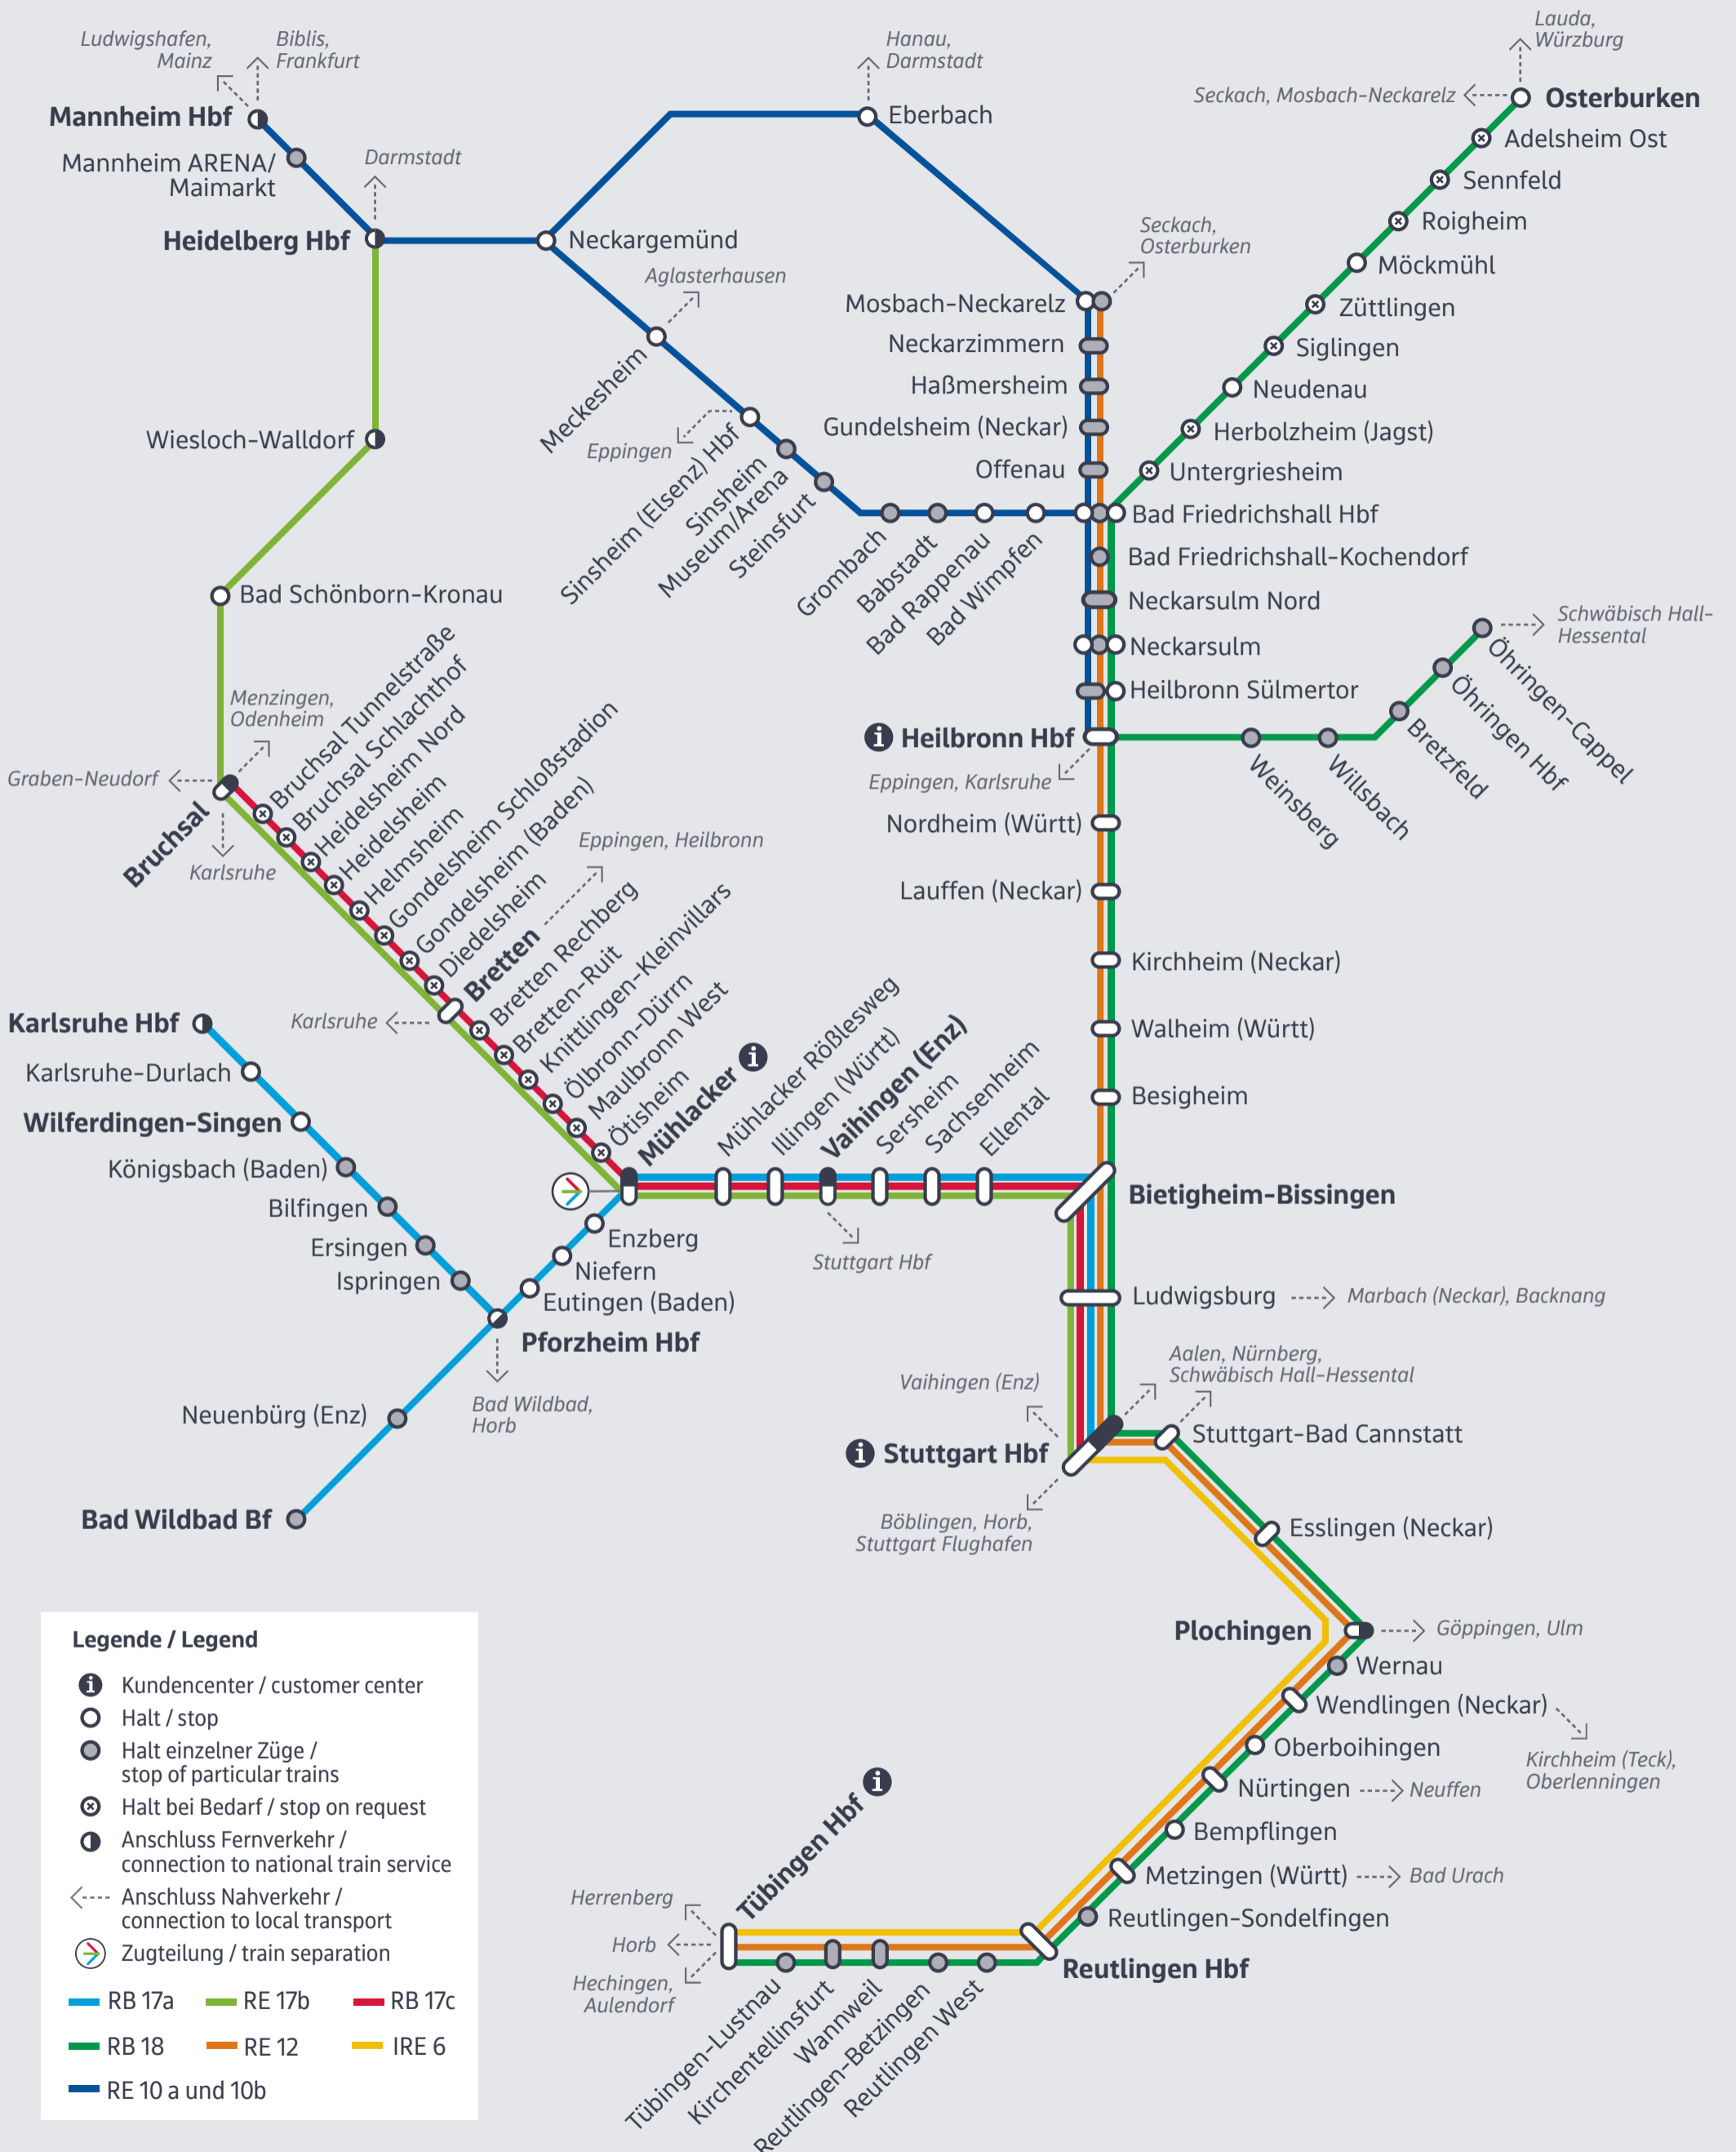 Ludwigshafen,
Mainz
Biblis,
Frankfurt
Hanau,
Darmstadt
Lauda,
Würzburg
Mannheim Hbf
Eberbach
Seckach, Mosbach-Neckarelz
Osterburken
Mannheim ARENA/
Maimarkt
Darmstadt
Adelsheim Ost
Sennfeld
Heidelberg Hbf
Neckargemünd
Seckach,
Osterburken
Roigheim
Aglasterhausen
Möckmühl
Mosbach-Neckarelz
Züttlingen
Neckarzimmern
Siglingen
Meckesheim
Haßmersheim
Neudenau
Wiesloch-Walldorf
Eppingen
Gundelsheim (Neckar)
Herbolzheim (Jagst)
Sinsheim (Elsenz) Hbf
Sinsheim
Museum/Arena
Steinsfurt
Offenau
Untergriesheim
Grombach
Babstadt
Bad Rappenau
Bad Wimpfen
Bad Friedrichshall Hbf
Bad Friedrichshall-Kochendorf
Bad Schönborn-Kronau
Neckarsulm Nord
Schwäbisch Hall-
Hessental
Neckarsulm
Öhringen-Cappel
Öhringen Hbf
Bretzfeld
Heilbronn Sülmertor
i Heilbronn Hbf
Weinsberg
Willsbach
Eppingen, Karlsruhe
Menzingen,
Odenheim
Graben-Neudorf
Bruchsal
Karlsruhe
Bruchsal Tunnelstraße
Bruchsal Schlachthof
Heidelsheim Nord
Heidelsheim
Helmsheim
Gondelsheim Schloßstadion
Gondelsheim (Baden)
Diedelsheim
Bretten
Eppingen, Heilbronn
Karlsruhe
Bretten Rechberg
Bretten-Ruit
Knittlingen-Kleinvillars
Ölbronn-Dürrn
Maulbronn West
Ötisheim
Nordheim (Württ)
Lauffen (Neckar)
Kirchheim (Neckar)
Walheim (Württ)
Besigheim
Karlsruhe Hbf
Karlsruhe-Durlach
Wilferdingen-Singen
Königsbach (Baden)
Bilfingen
Ersingen
Ispringen
Mühlacker i
Mühlacker Rößlesweg
Illingen (Württ)
Vaihingen (Enz)
Sersheim
Sachsenheim
Ellental
Bietigheim-Bissingen
Stuttgart Hbf
Enzberg
Niefern
Eutingen (Baden)
Pforzheim Hbf
Bad Wildbad,
Horb
Neuenbürg (Enz)
Bad Wildbad Bf
Ludwigsburg
Marbach (Neckar), Backnang
Aalen, Nürnberg,
Schwäbisch Hall-Hessental
Vaihingen (Enz)
i Stuttgart Hbf
Stuttgart-Bad Cannstatt
Böblingen, Horb,
Stuttgart Flughafen
Esslingen (Neckar)
Plochingen
Göppingen, Ulm
Wernau
Wendlingen (Neckar)
Kirchheim (Teck),
Oberlenningen
Oberboihingen
Nürtingen
Neuffen
Bempflingen
Metzingen (Württ)
Bad Urach
Reutlingen-Sondelfingen
Reutlingen Hbf
Tübingen Hbf i
Herrenberg
Horb
Hechingen,
Aulendorf
Tübingen-Lustnau
Kirchentellinsfurt
Wannweil
Reutlingen-Betzingen
Reutlingen West
Legende / Legend
i Kundencenter / customer center
Halt / stop
Halt einzelner Züge /
stop of particular trains
Halt bei Bedarf / stop on request
Anschluss Fernverkehr /
connection to national train service
Anschluss Nahverkehr /
connection to local transport
Zugteilung / train separation
RB 17a RE 17b RB 17c
RB 18 RE 12 IRE 6
RE 10 a und 10b